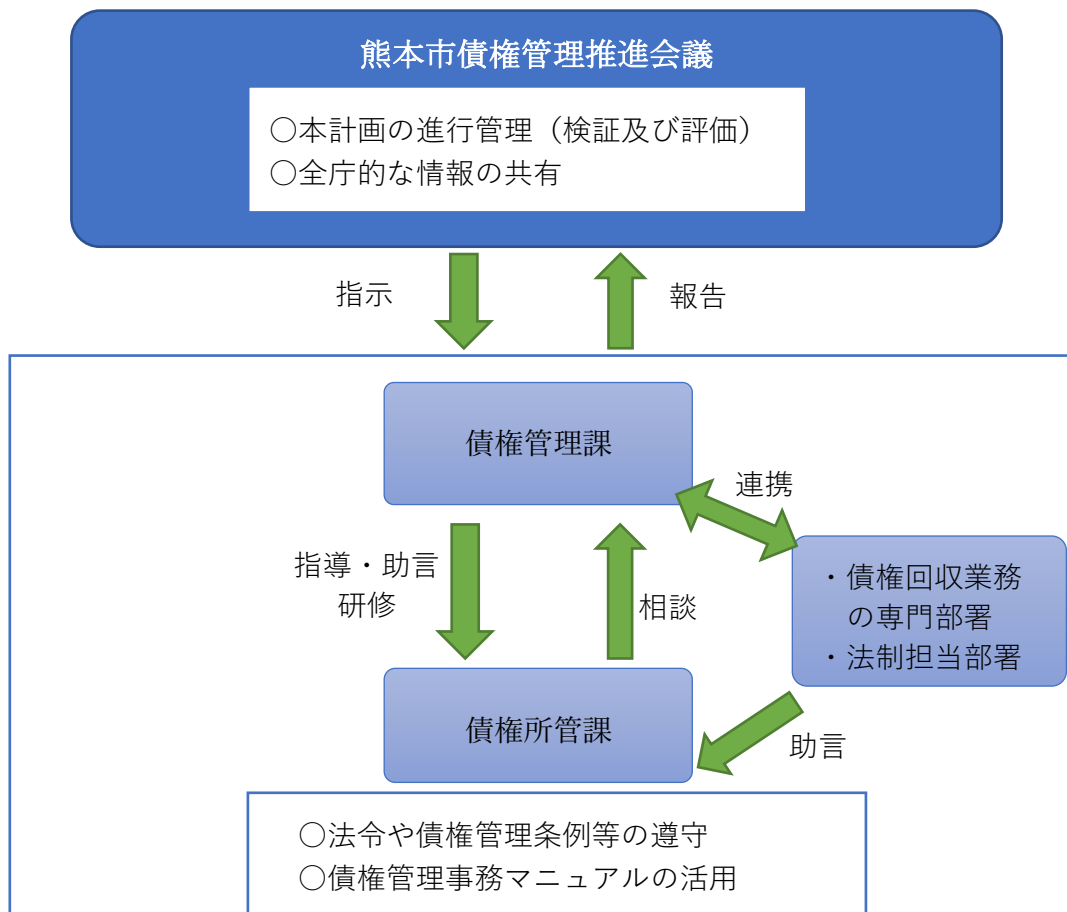 熊本市債権管理推進会議
○本計画の進行管理（検証及び評価）
○全庁的な情報の共有
指示
報告
債権管理課
連携
指導・助言
研修
相談
・債権回収業務
の専門部署
・法制担当部署
債権所管課
助言
○法令や債権管理条例等の遵守
○債権管理事務マニュアルの活用